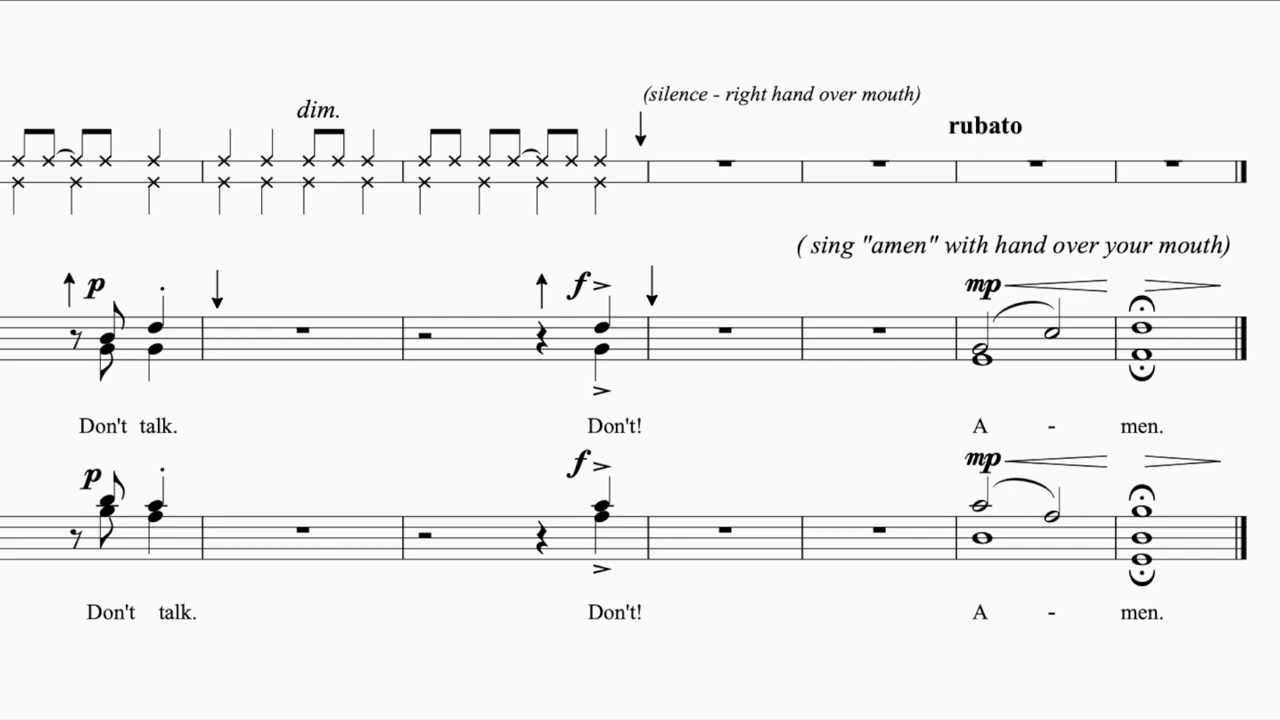 (silence - right hand over mouth)
dim.
rubato
( sing "amen" with hand over your mouth)
p f mp
Don't talk. Don't! A - men.
p f mp
Don't talk. Don't! A - men.